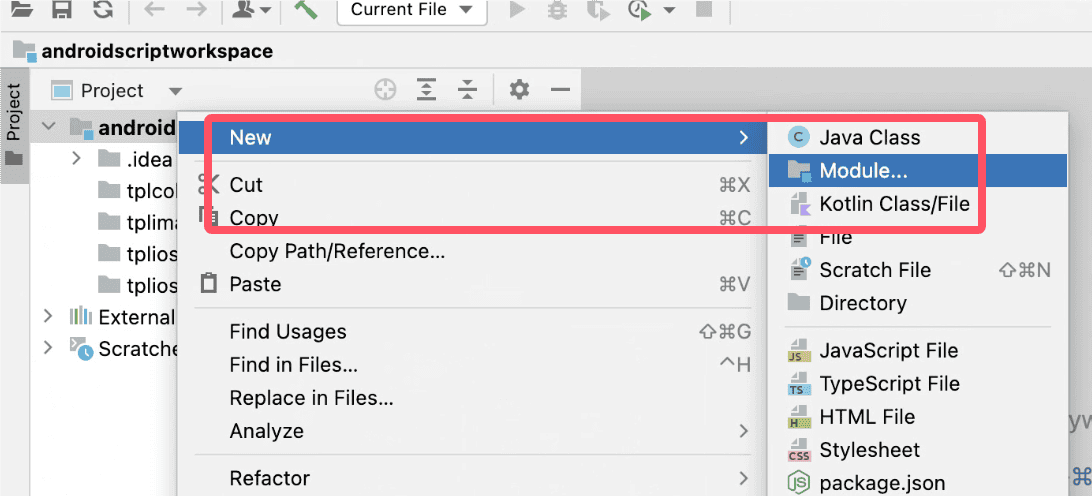 Current File
androidscriptworkspace
Project
Project
android
.idea
tplcol
tplima
tplios
tplios
External
Scratche
New
Cut ⌘X
Copy ⌘C
Copy Path/Reference...
Paste ⌘V
Find Usages ⇧⌘G
Find in Files... ^H
Replace in Files...
Analyze
Refactor
C Java Class
Module...
Kotlin Class/File
File
Scratch File ⇧⌘N
Directory
JS JavaScript File
TS TypeScript File
H HTML File
CSS Stylesheet
JS package.json
yw
⌘